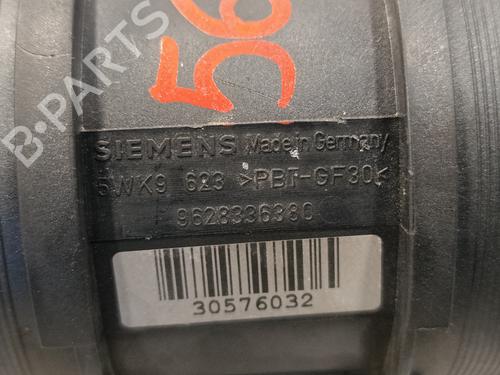 56
B-PARTS
SIEMENS Made in Germany
5WK9 623 >PBT-GF30<
9628336380
30576032